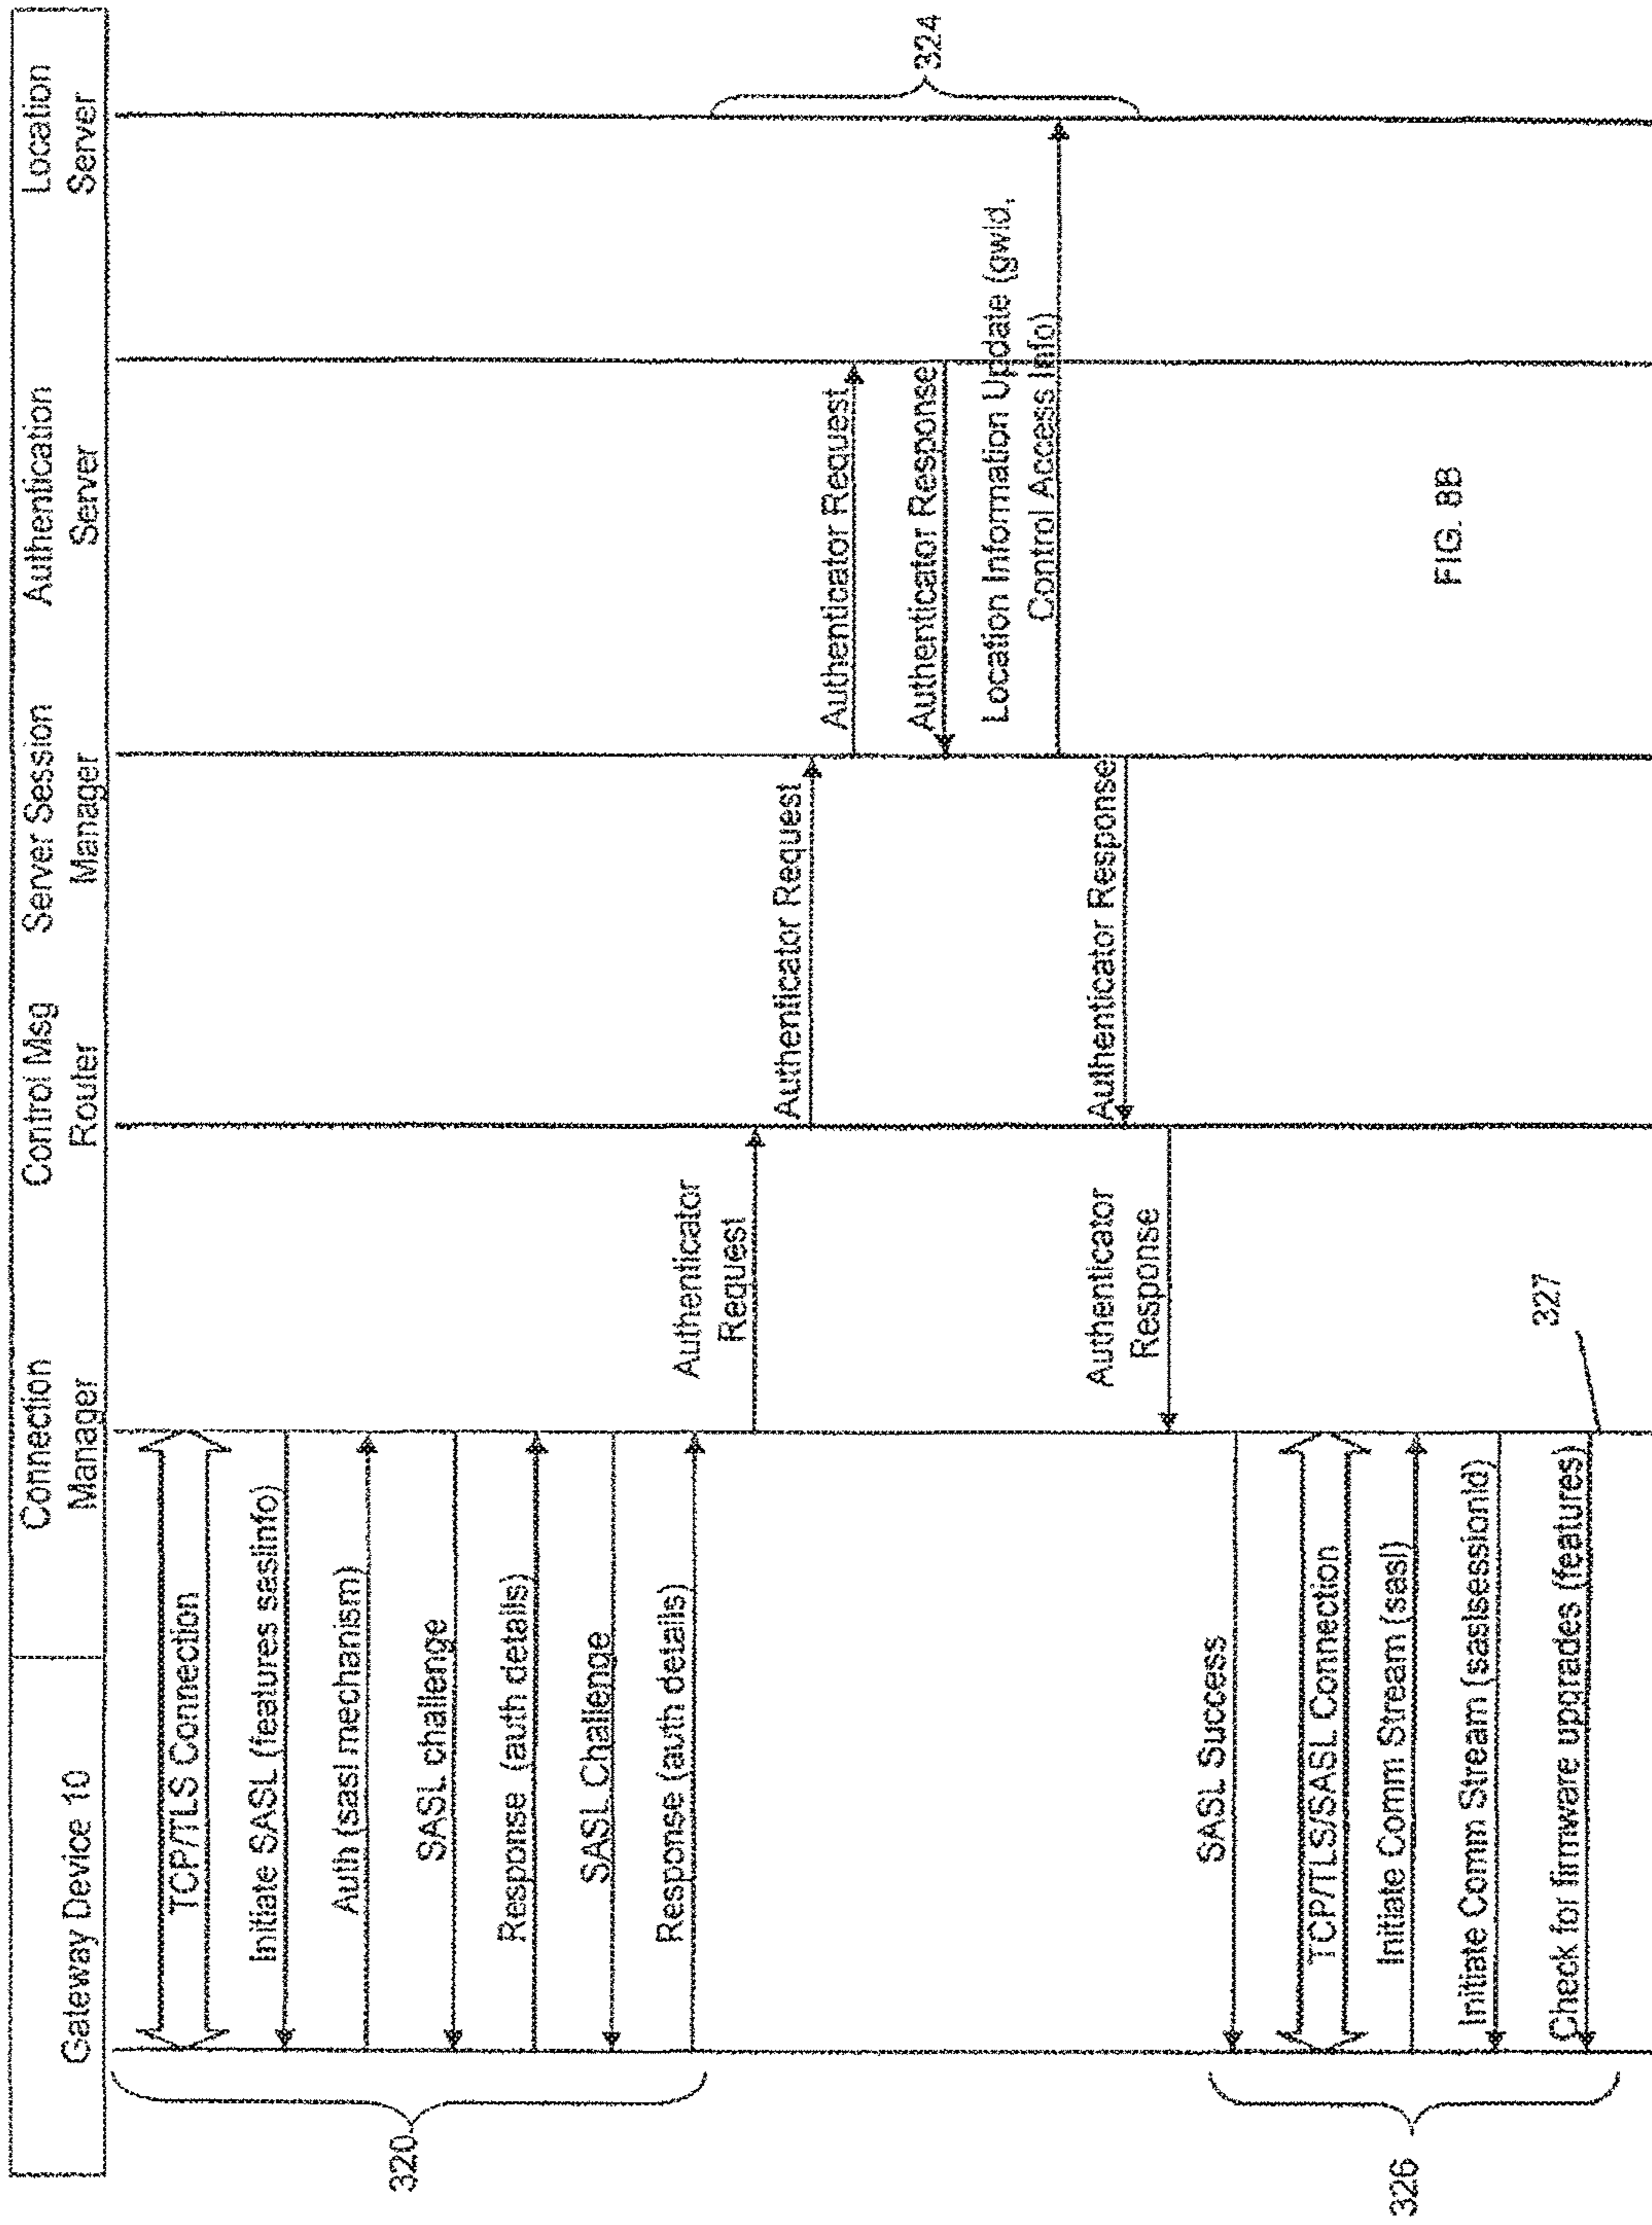 Gateway Device 10
Connection
Manager
Control Msg
Router
Server Session
Manager
Authentication
Server
Location
Server
TCP/TLS Connection
Initiate SASL (features saslinfo)
Auth (sasl mechanism)
SASL challenge
Response (auth details)
SASL Challenge
Response (auth details)
320
Authenticator
Request
Authenticator Request
Authenticator Request
Authenticator Response
Location Information Update (gwId,
Control Access Info)
324
Authenticator Response
Authenticator
Response
SASL Success
TCP/TLS/SASL Connection
Initiate Comm Stream (sasl)
Initiate Comm Stream (saslsessionId)
Check for firmware upgrades (features)
326
327
FIG. 8B